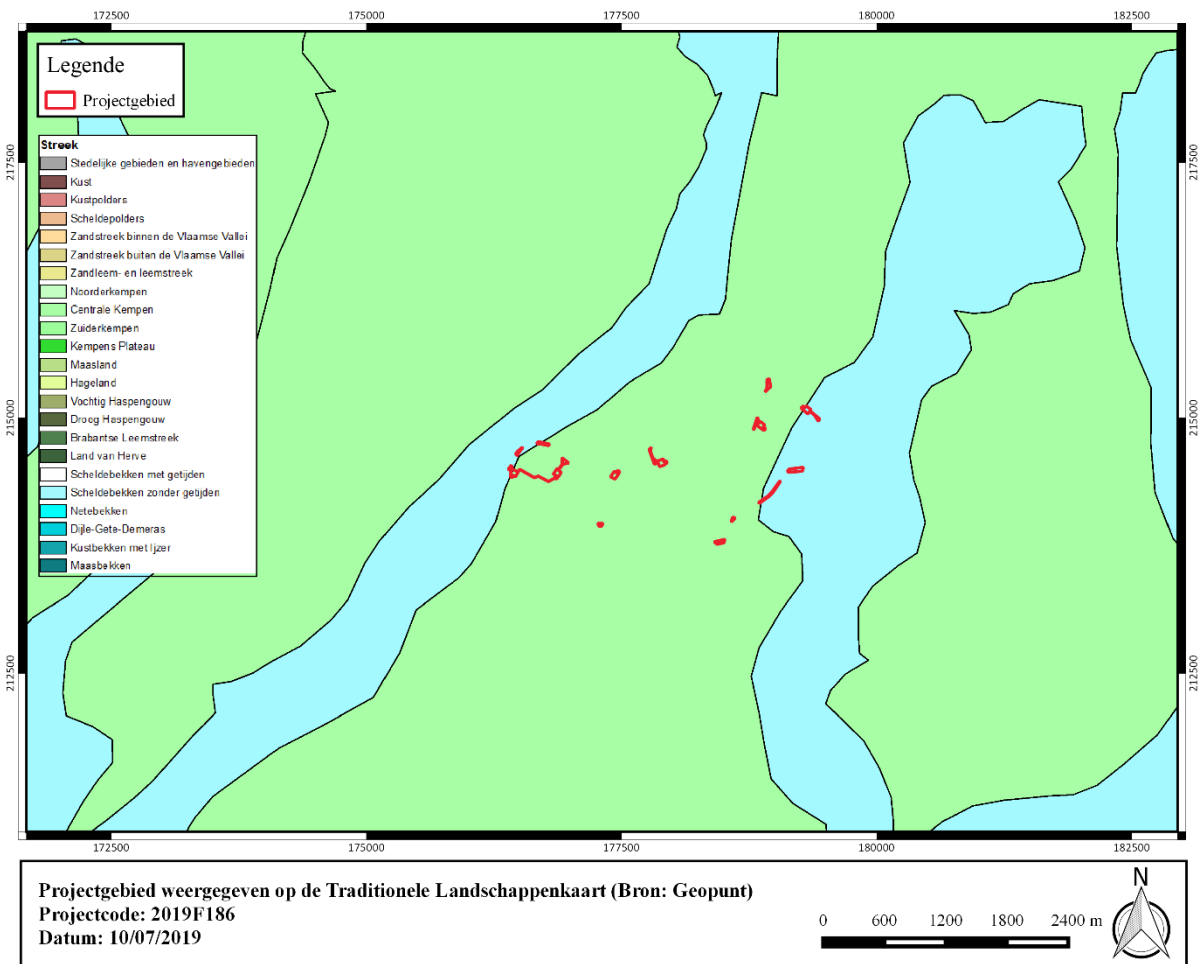 172500 175000 177500 180000 182500
Legende
Projectgebied
Streek
Stedelijke gebieden en havengebieden
Kust
Kustpolders
Scheldepolders
Zandstreek binnen de Vlaamse Vallei
Zandstreek buiten de Vlaamse Vallei
Zandleem- en leemstreek
Noorderkempen
Centrale Kempen
Zuiderkempen
Kempens Plateau
Maasland
Hageland
Vochtig Haspengouw
Droog Haspengouw
Brabantse Leemstreek
Land van Herve
Scheldebekken met getijden
Scheldebekken zonder getijden
Netebekken
Dijle-Gete-Demeras
Kustbekken met Ijzer
Maasbekken
217500 217500
215000 215000
212500 212500
172500 175000 177500 180000 182500
Projectgebied weergegeven op de Traditionele Landschappenkaart (Bron: Geopunt)
Projectcode: 2019F186
Datum: 10/07/2019
0 600 1200 1800 2400 m
N